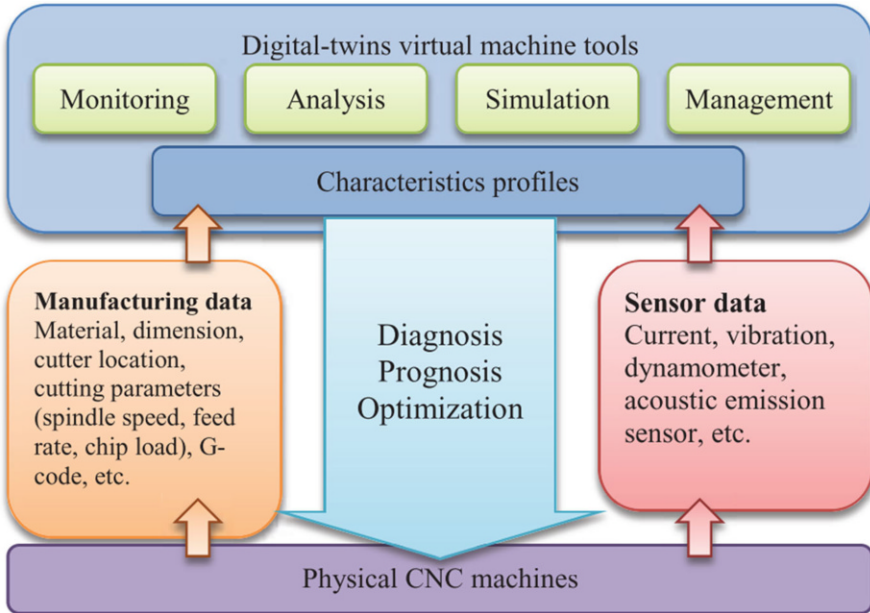 Digital-twins virtual machine tools
Monitoring
Analysis
Simulation
Management
Characteristics profiles
Manufacturing data
Material, dimension,
cutter location,
cutting parameters
(spindle speed, feed
rate, chip load), G-
code, etc.
Diagnosis
Prognosis
Optimization
Sensor data
Current, vibration,
dynamometer,
acoustic emission
sensor, etc.
Physical CNC machines